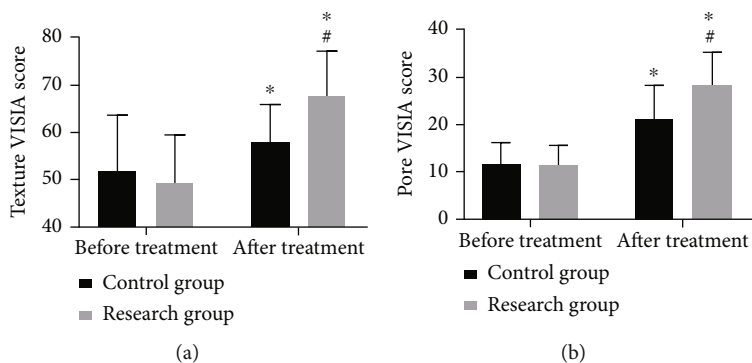 Texture VISIA score
80
70
60
50
40
*
*
#
Before treatment After treatment
Control group
Research group
(a)
Pore VISIA score
40
30
20
10
0
*
*
#
Before treatment After treatment
Control group
Research group
(b)